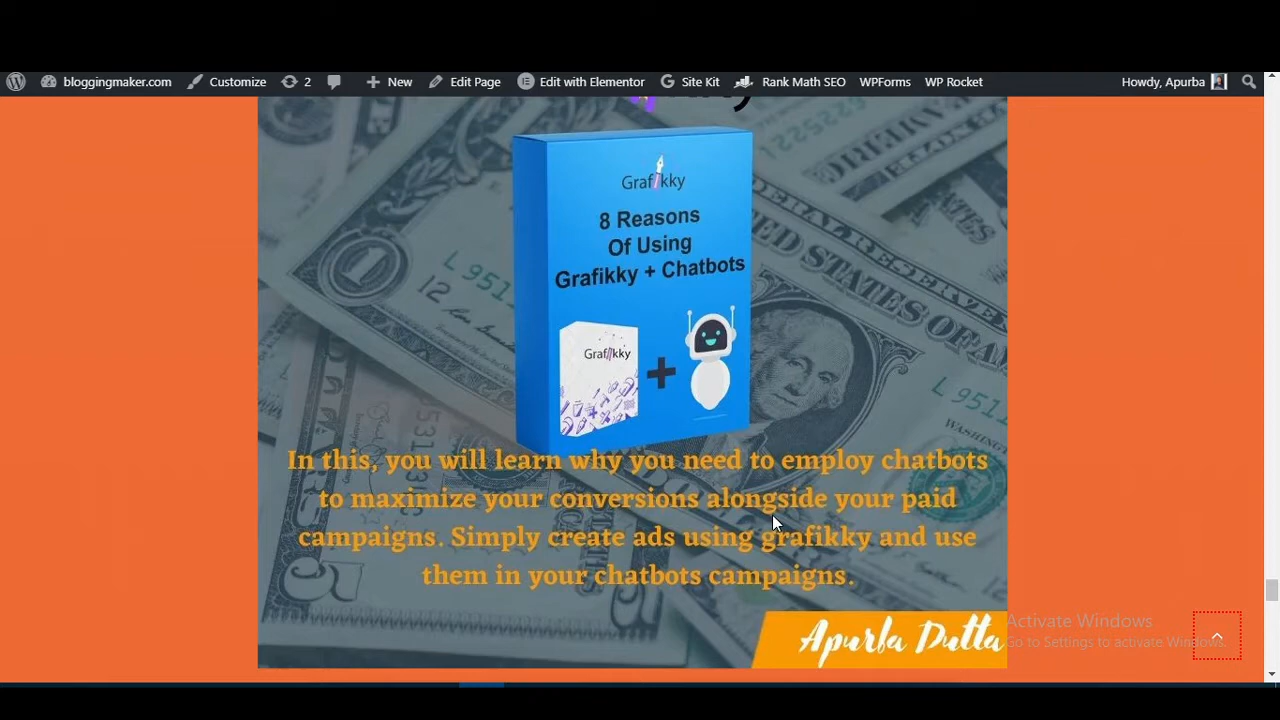 bloggingmaker.com Customize 2 New Edit Page Edit with Elementor Site Kit Rank Math SEO WPForms WP Rocket Howdy, Apurba
Grafikky
8 Reasons
Of Using
Grafikky + Chatbots
Grafikky
+
In this, you will learn why you need to employ chatbots
to maximize your conversions alongside your paid
campaigns. Simply create ads using grafikky and use
them in your chatbots campaigns.
Apurba Dutta
Activate Windows
Go to Settings to activate Windows.